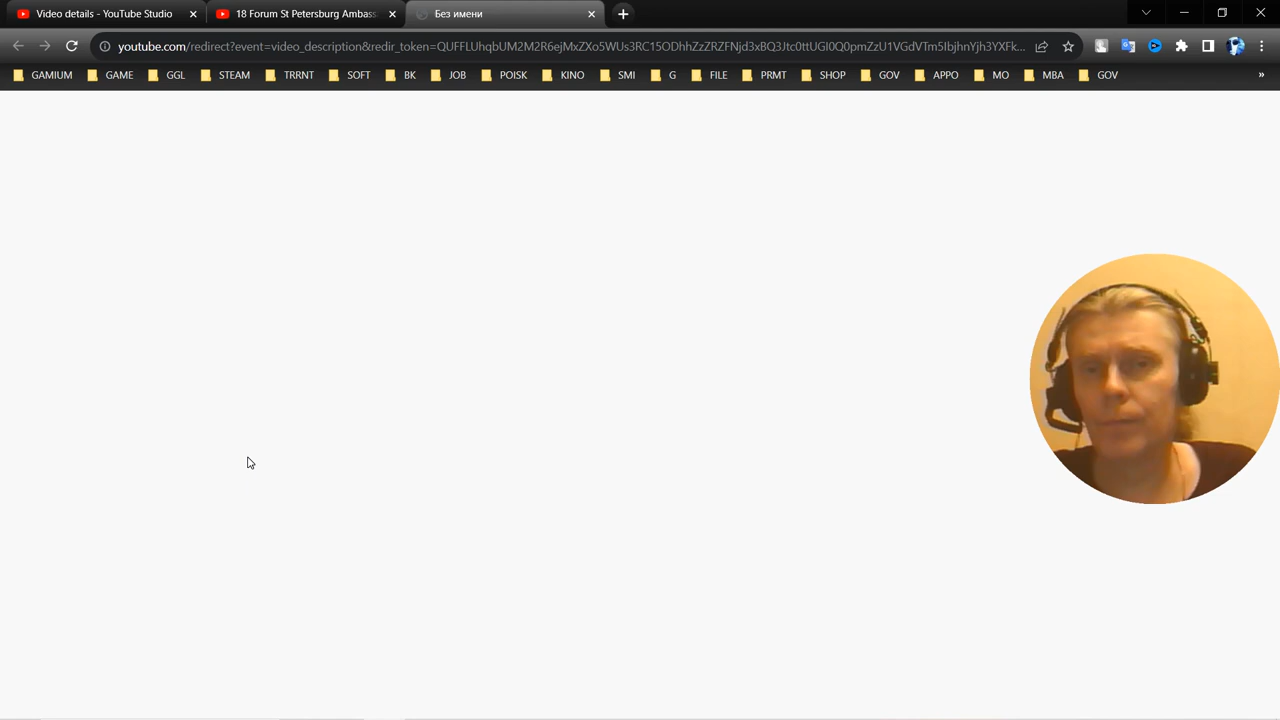 Video details - YouTube Studio
18 Forum St Petersburg Ambass
Без имени
youtube.com/redirect?event=video_description&redir_token=
GAMIUM GAME GGL STEAM TRRNT SOFT BK JOB POISK KINO SMI G FILE PRMT SHOP GOV APPO MO MBA GOV »